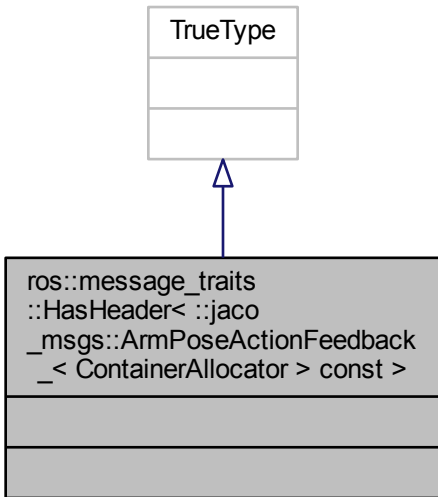 TrueType
ros::message_traits
::HasHeader< ::jaco
_msgs::ArmPoseActionFeedback
_< ContainerAllocator > const >